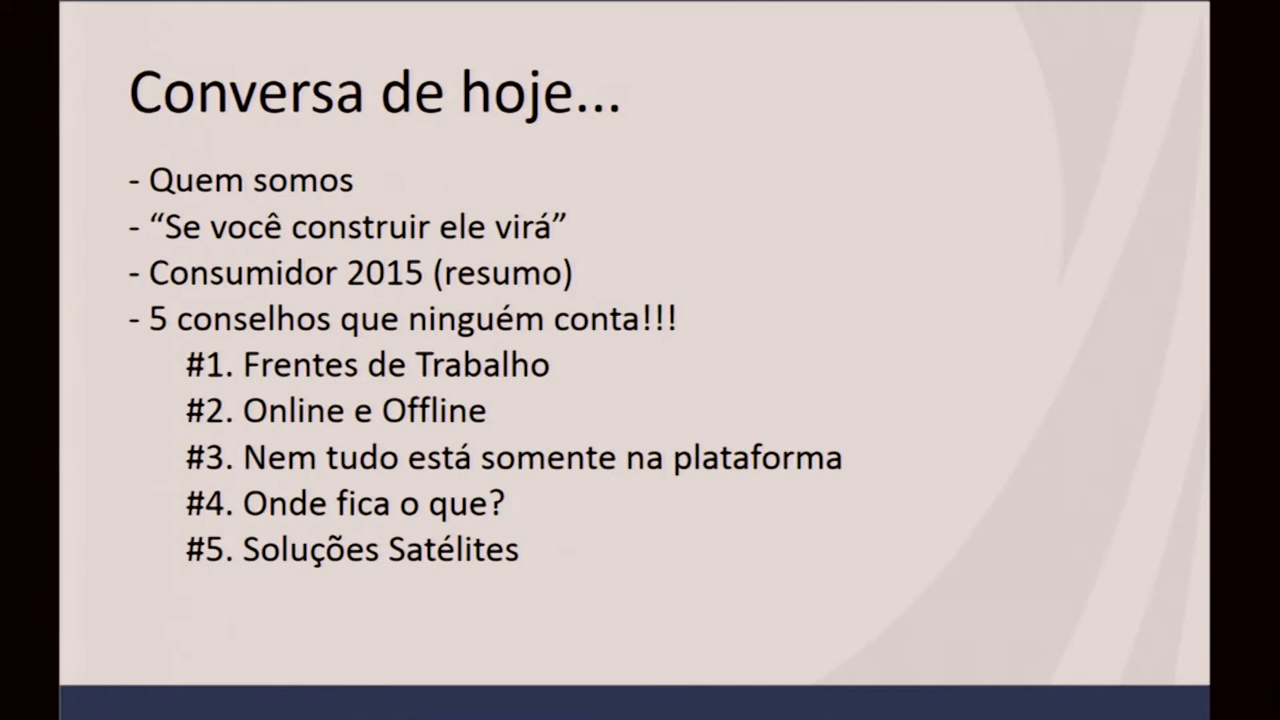 Conversa de hoje...
- Quem somos
- “Se você construir ele virá”
- Consumidor 2015 (resumo)
- 5 conselhos que ninguém conta!!!
#1. Frentes de Trabalho
#2. Online e Offline
#3. Nem tudo está somente na plataforma
#4. Onde fica o que?
#5. Soluções Satélites